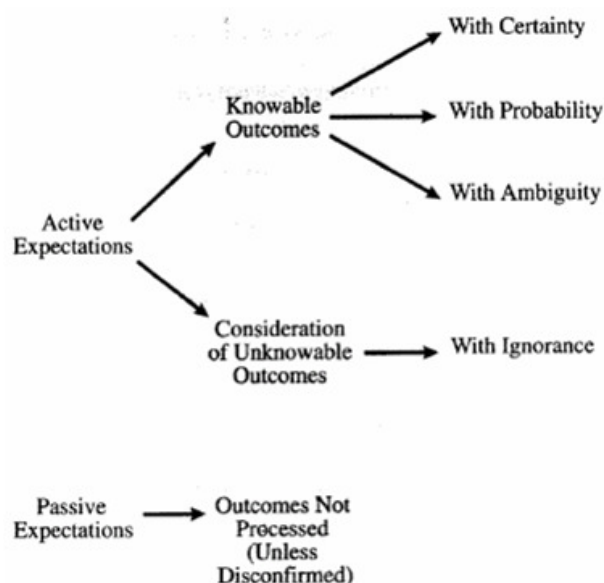 With Certainty
Knowable
Outcomes
With Probability
With Ambiguity
Active
Expectations
Consideration
of Unknowable
Outcomes
With Ignorance
Passive
Expectations
Outcomes Not
Processed
(Unless
Disconfirmed)